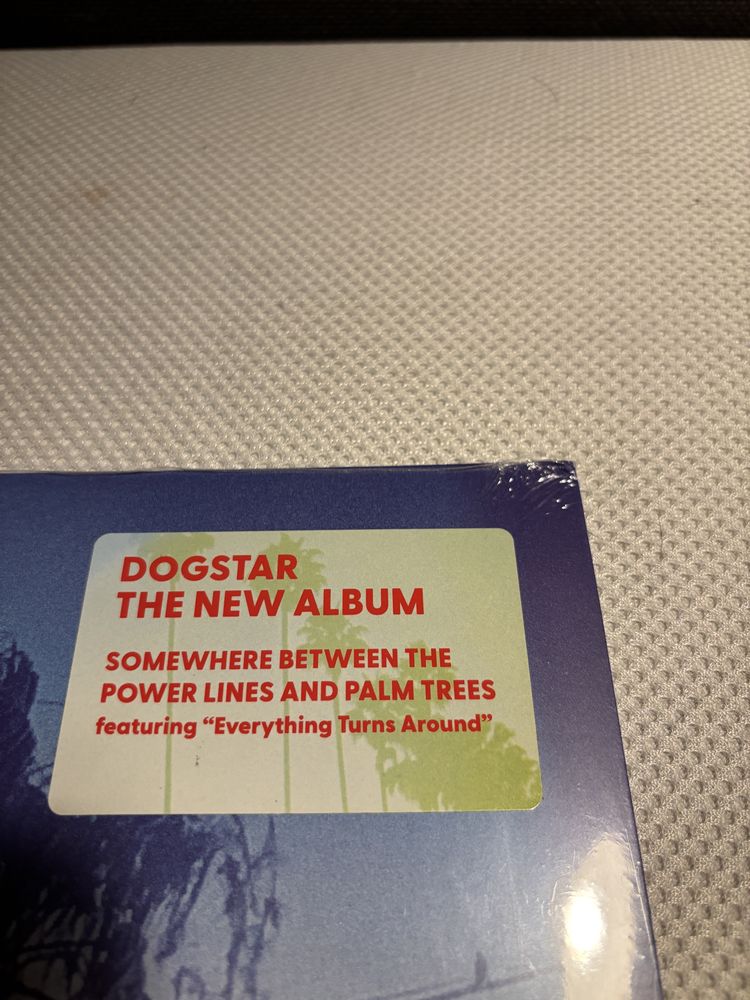 DOGSTAR
THE NEW ALBUM
SOMEWHERE BETWEEN THE
POWER LINES AND PALM TREES
featuring “Everything Turns Around”